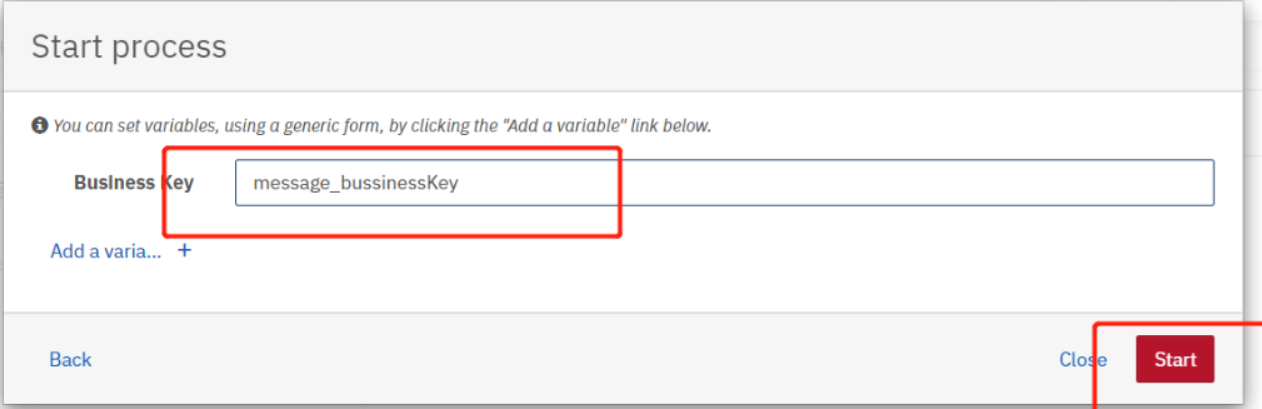 Start process
You can set variables, using a generic form, by clicking the "Add a variable" link below.
Business Key message_bussinessKey
Add a varia... +
Back Close Start